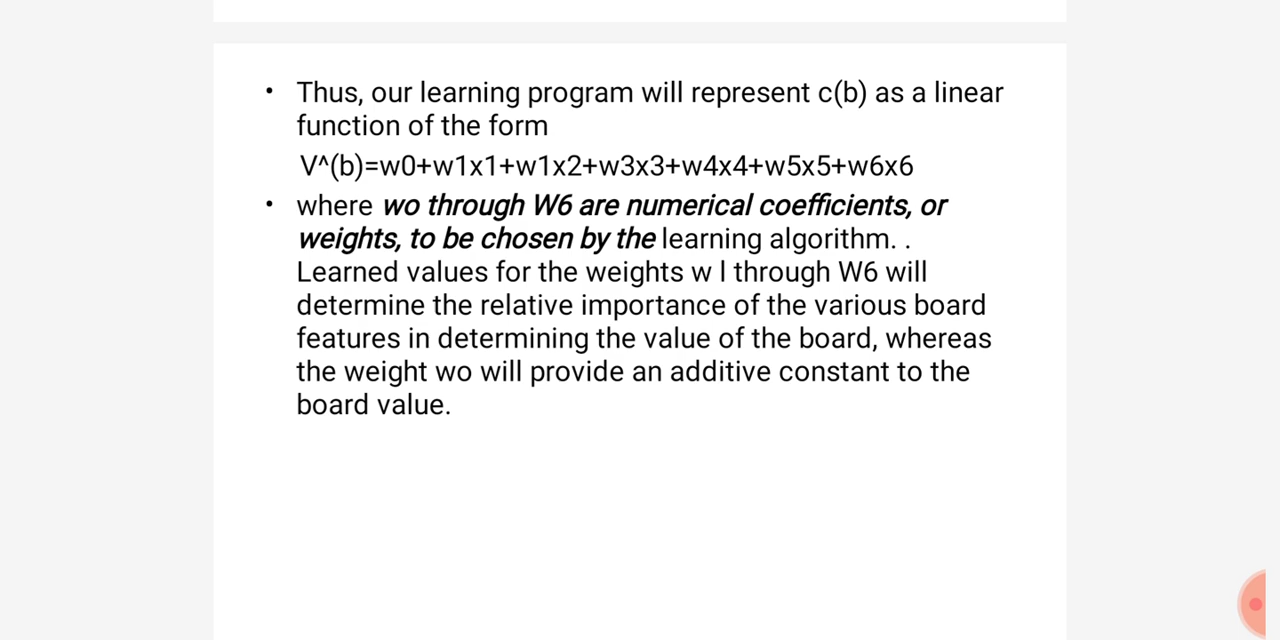 • Thus, our learning program will represent c(b) as a linear
function of the form
V^(b)=w0+w1x1+w1x2+w3x3+w4x4+w5x5+w6x6
• where wo through W6 are numerical coefficients, or
weights, to be chosen by the learning algorithm. .
Learned values for the weights w l through W6 will
determine the relative importance of the various board
features in determining the value of the board, whereas
the weight wo will provide an additive constant to the
board value.